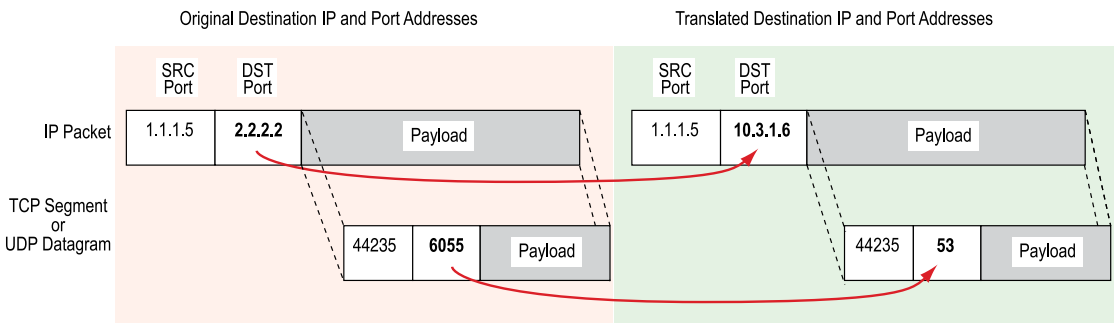 Original Destination IP and Port Addresses
Translated Destination IP and Port Addresses
SRC
Port
DST
Port
SRC
Port
DST
Port
IP Packet
1.1.1.5
2.2.2.2
Payload
1.1.1.5
10.3.1.6
Payload
TCP Segment
or
UDP Datagram
44235
6055
Payload
44235
53
Payload